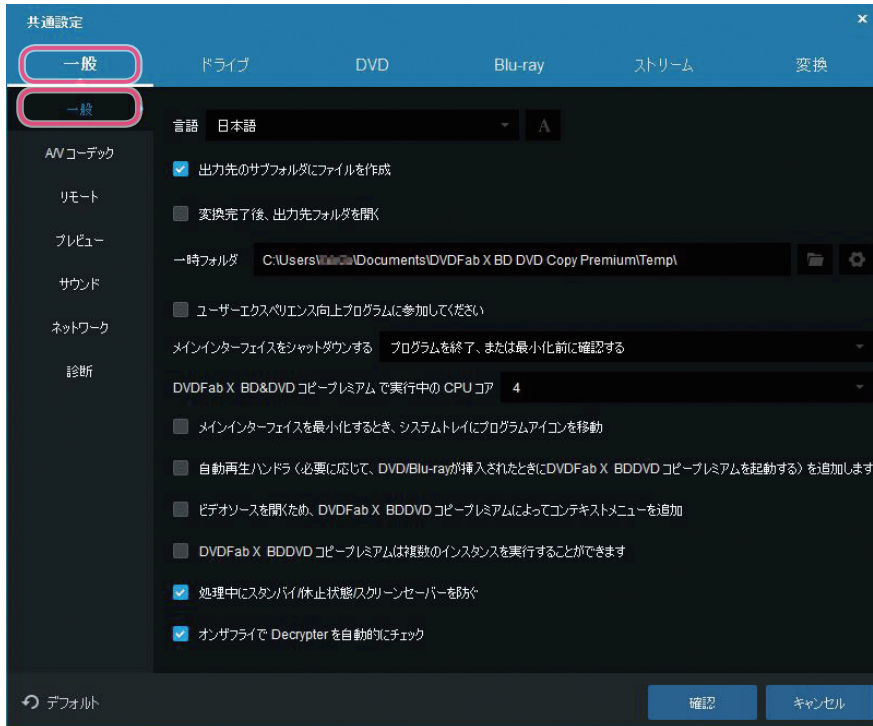 共通設定
×
一般
ドライブ
DVD
Blu-ray
ストリーム
変換
一般
A/Vコーデック
リモート
プレビュー
サウンド
ネットワーク
診断
言語 日本語 A
出力先のサブフォルダにファイルを作成
変換完了後、出力先フォルダを開く
一時フォルダ C:\Users\ \Documents\DVDFab X BD DVD Copy Premium\Temp\
ユーザーエクスペリエンス向上プログラムに参加してください
メインインターフェイスをシャットダウンする プログラムを終了、または最小化前に確認する
DVDFab X BD&DVD コピープレミアム で実行中の CPU コア 4
メインインターフェイスを最小化するとき、システムトレイにプログラムアイコンを移動
自動再生ハンドラ（必要に応じて、DVD/Blu-rayが挿入されたときにDVDFab X BDDVD コピープレミアムを起動する）を追加します
ビデオソースを開くため、DVDFab X BDDVD コピープレミアムによってコンテキストメニューを追加
DVDFab X BDDVD コピープレミアムは複数のインスタンスを実行することができます
処理中にスタンバイ/休止状態/スクリーンセーバーを防ぐ
オンザフライで Decrypter を自動的にチェック
デフォルト
確認
キャンセル